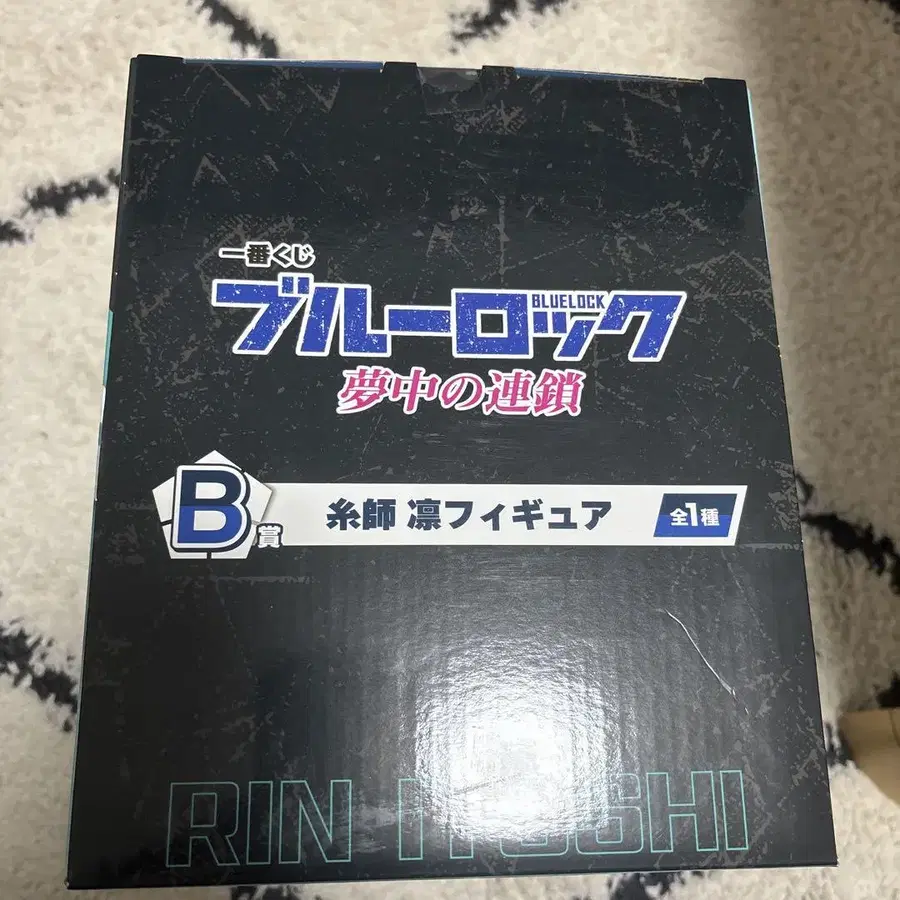 一番くじ
ブルーロック
BLUELOCK
夢中の連鎖
B賞
糸師 凛フィギュア
全1種
RIN ITOSHI